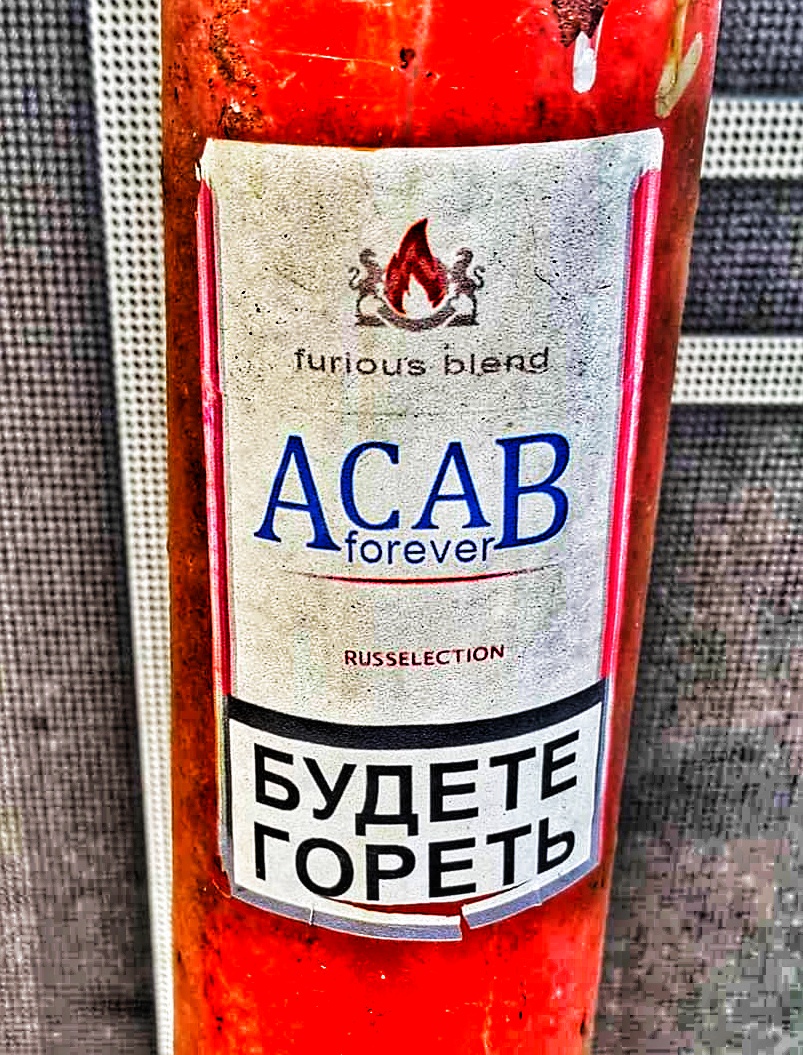 furious blend
ACAB
forever
RUSSELECTION
БУДЕТЕ
ГОРЕТЬ